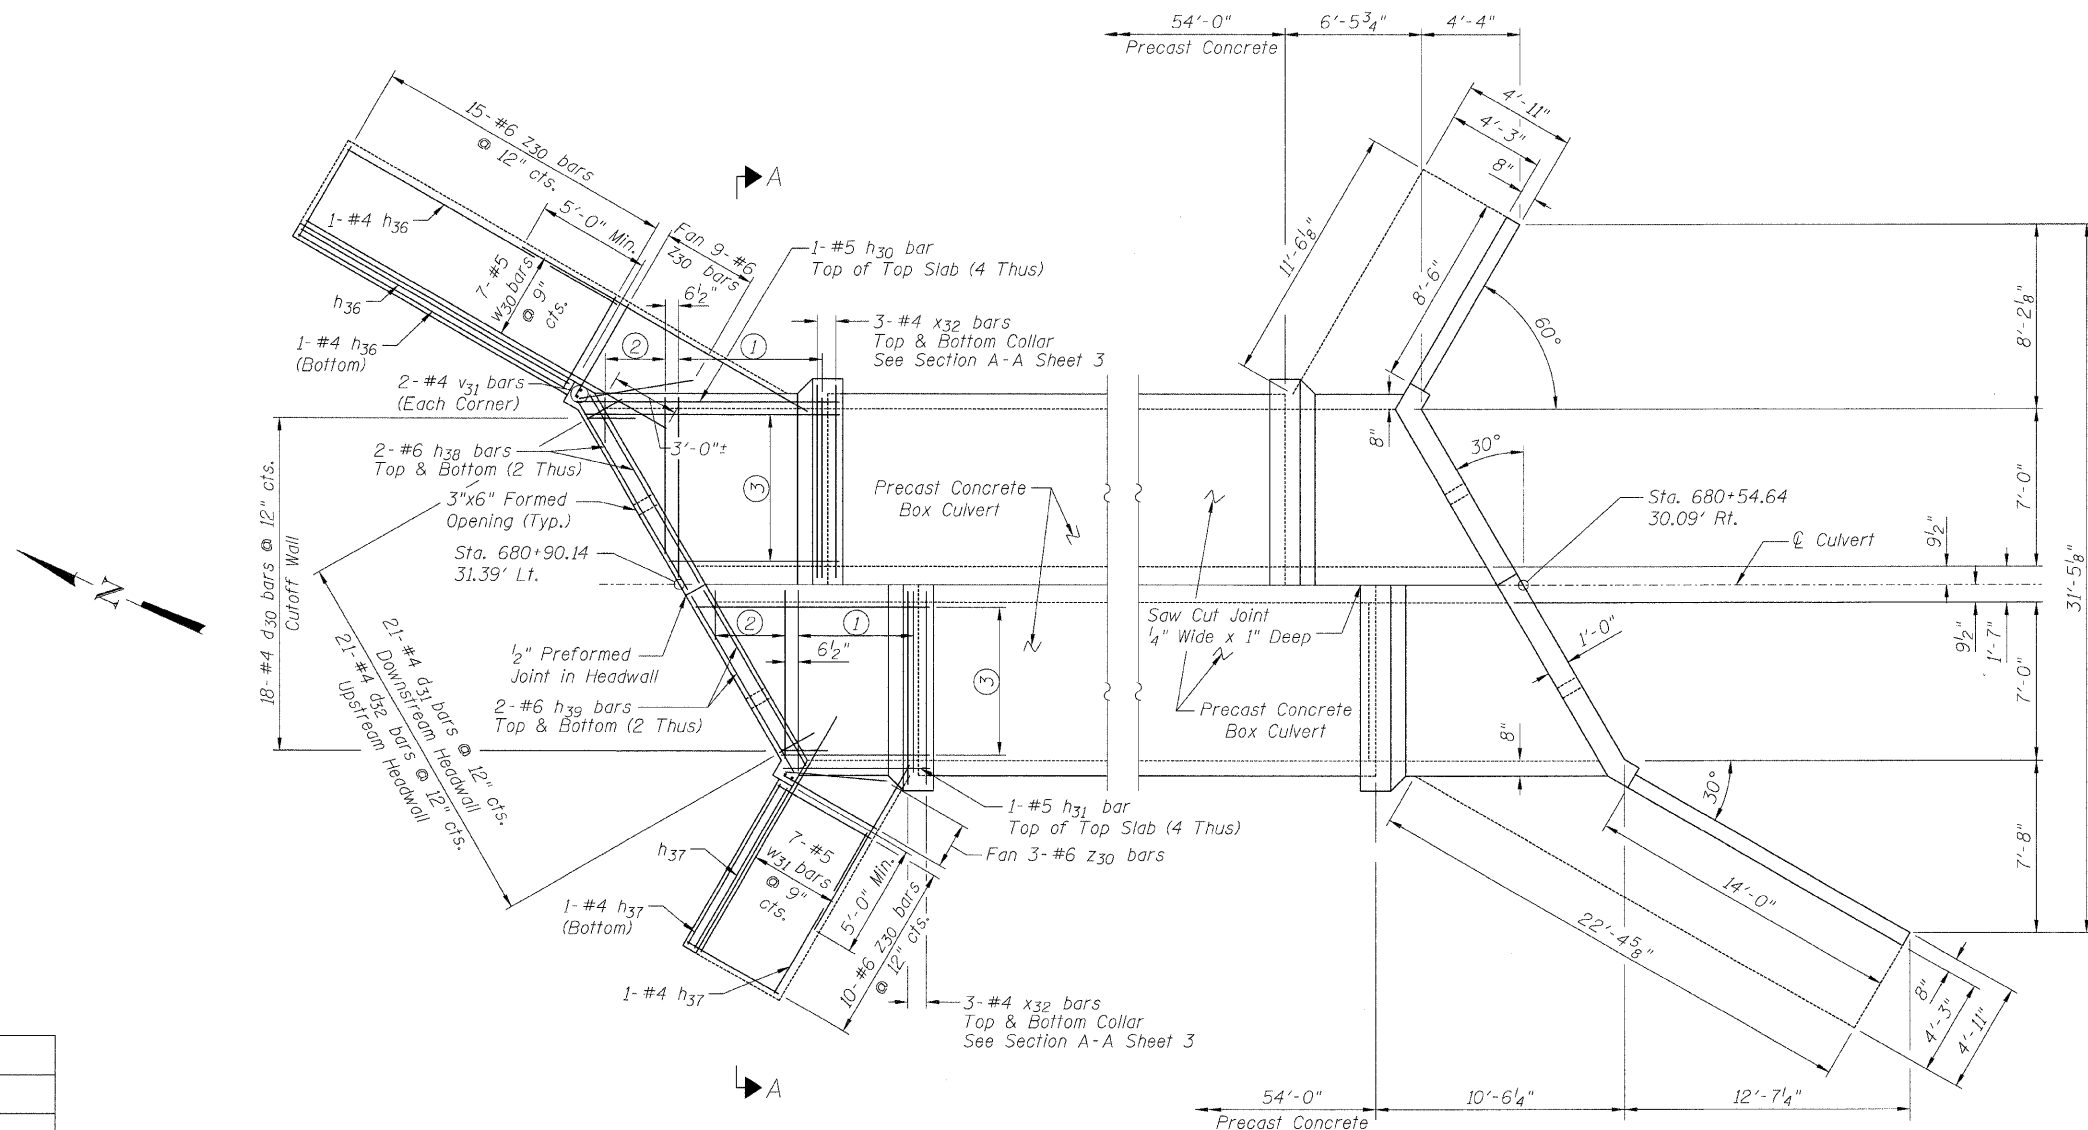 54'-0"
Precast Concrete
6'-5¾"
4'-4"
15-#6 z30 bars
@ 12" cts.
A
5'-0" Min.
Fan 9-#6
z30 bars
1-#4 h36
7-#5
w30 bars
@ 9"
cts.
6½"
1-#5 h30 bar
Top of Top Slab (4 Thus)
h36
1-#4 h36
(Bottom)
2
1
3-#4 x32 bars
Top & Bottom Collar
See Section A-A Sheet 3
2-#4 v31 bars
(Each Corner)
3'-0"±
2-#6 h38 bars
Top & Bottom (2 Thus)
3
3"x6" Formed
Opening (Typ.)
Precast Concrete
Box Culvert
Sta. 680+90.14
31.39' Lt.
18-#4 d30 bars @ 12" cts.
Cutoff Wall
N
21-#4 d31 bars @ 12" cts.
Downstream Headwall
21-#4 d32 bars @ 12" cts.
Upstream Headwall
½" Preformed
Joint in Headwall
2
1
6½"
3
2-#6 h39 bars
Top & Bottom (2 Thus)
Saw Cut Joint
¼" Wide x 1" Deep
Precast Concrete
Box Culvert
1-#5 h31 bar
Top of Top Slab (4 Thus)
Fan 3-#6 z30 bars
h37
7-#5
w31 bars
@ 9"
cts.
5'-0" Min.
10-#6 z30 bars
@ 12" cts.
1-#4 h37
(Bottom)
1-#4 h37
3-#4 x32 bars
Top & Bottom Collar
See Section A-A Sheet 3
A
4'-11"
4'-3"
8"
11'-6⅛"
8'-6"
60°
8"
30°
Sta. 680+54.64
30.09' Rt.
℄ Culvert
8'-2⅛"
7'-0"
9½"
31'-5⅛"
9½"
1'-7"
1'-0"
7'-0"
8"
30°
7'-8"
14'-0"
22'-4⅝"
8"
4'-3"
4'-11"
54'-0"
Precast Concrete
10'-6¼"
12'-7¼"